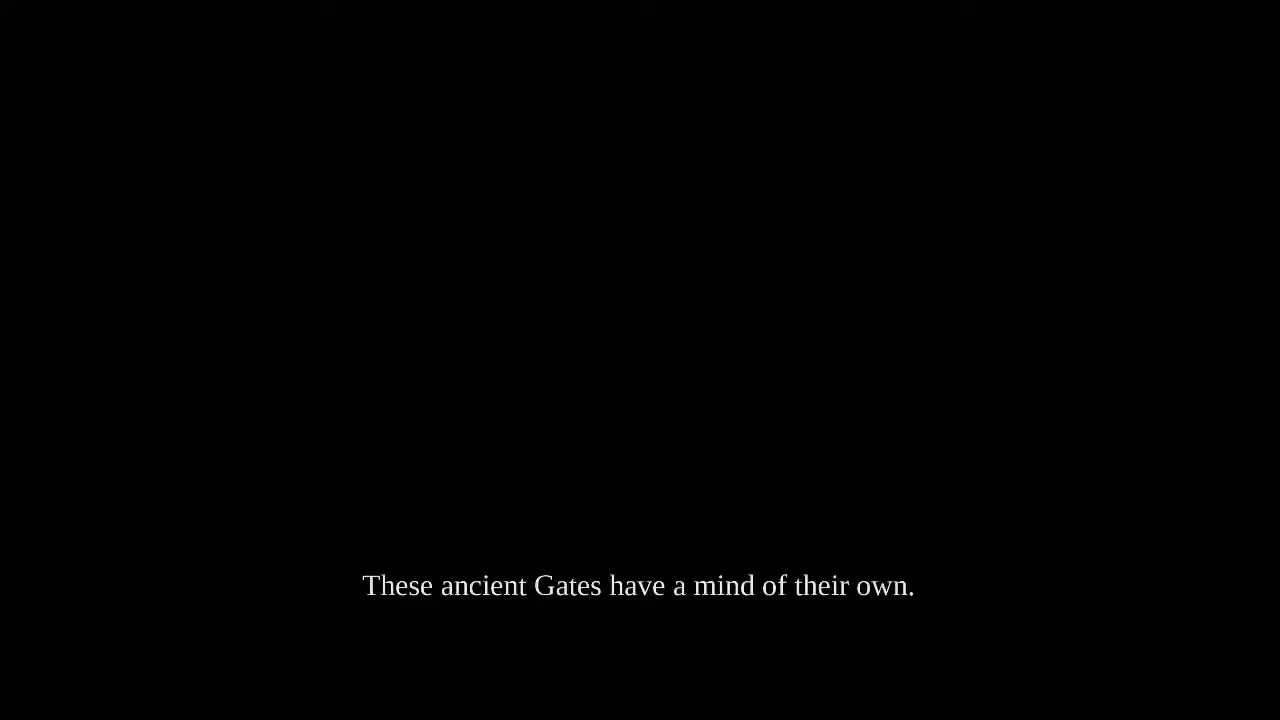 These ancient Gates have a mind of their own.